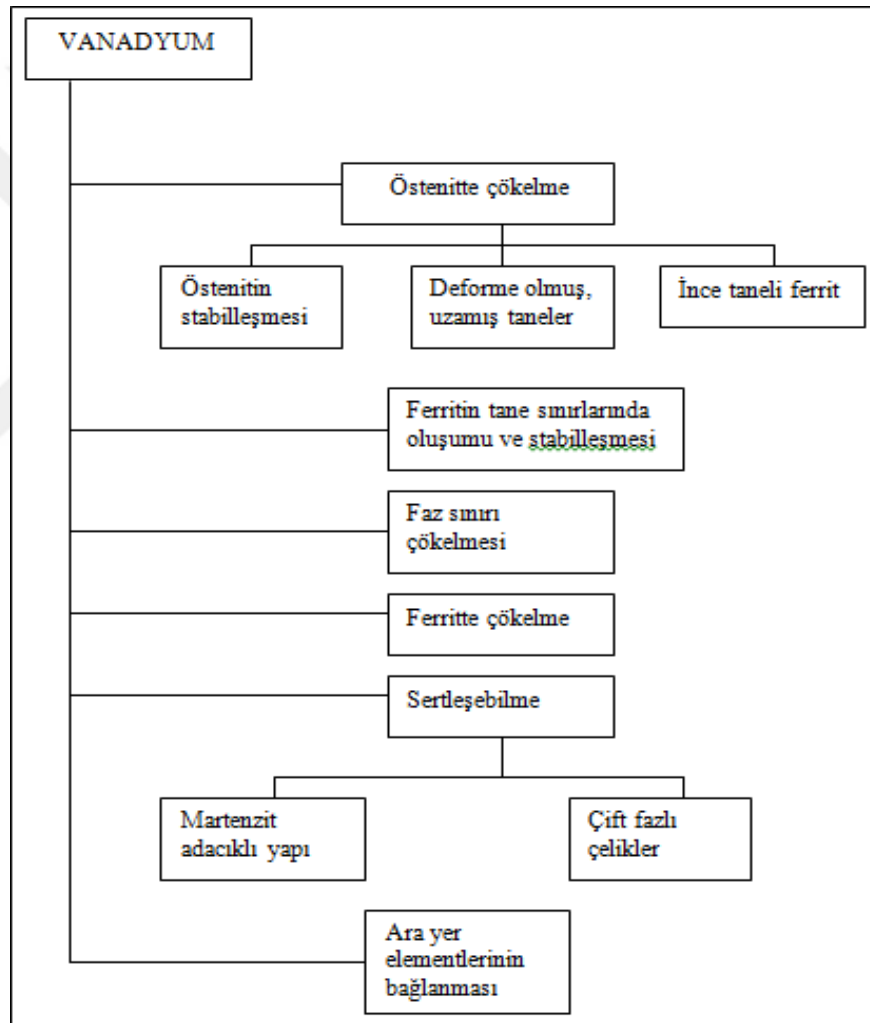 VANADYUM
Östenitte çökelme
Östenitin
stabilleşmesi
Deforme olmuş,
uzamış taneler
İnce taneli ferrit
Ferritin tane sınırlarında
oluşumu ve stabilleşmesi
Faz sınırı
çökelmesi
Ferritte çökelme
Sertleşebilme
Martenzit
adacıklı yapı
Çift fazlı
çelikler
Ara yer
elementlerinin
bağlanması